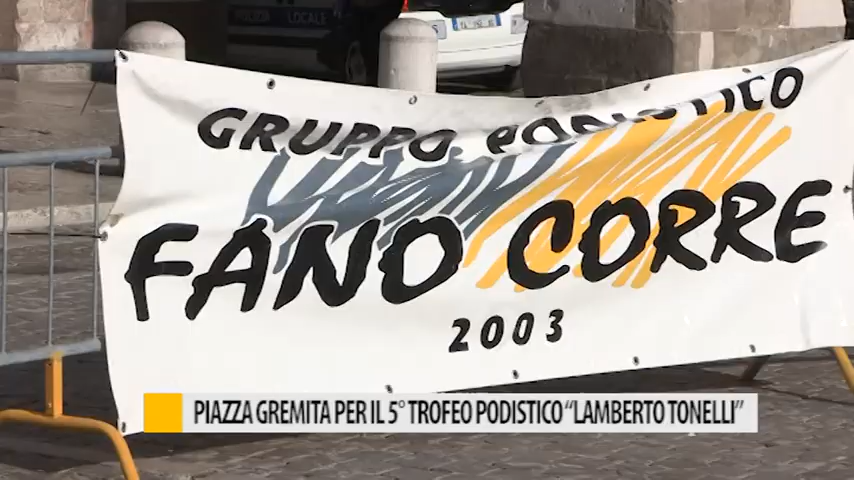 POLIZIA LOCALE
GRUPPO PODISTICO
FANO CORRE
2003
PIAZZA GREMITA PER IL 5° TROFEO PODISTICO “LAMBERTO TONELLI”